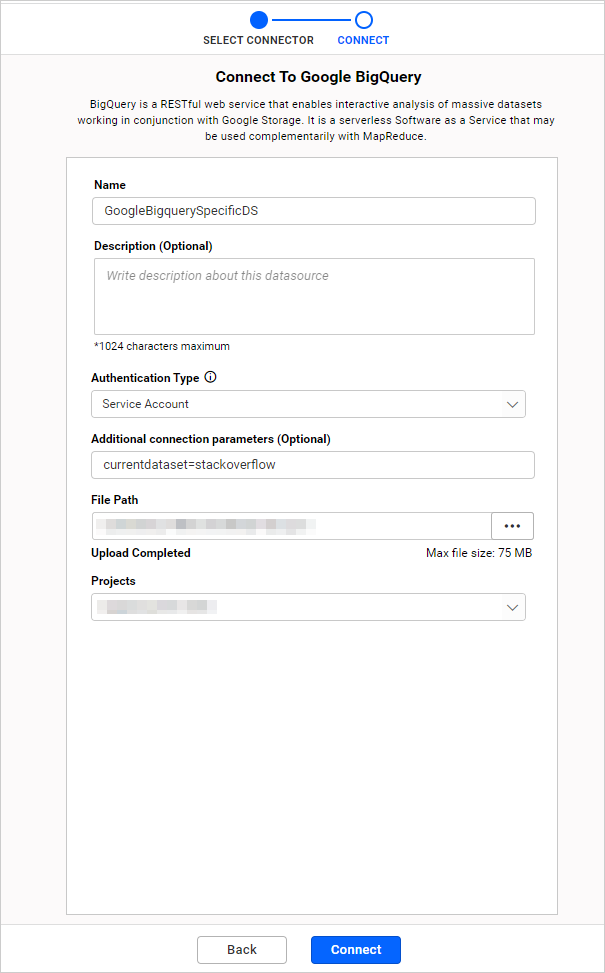 SELECT CONNECTOR CONNECT
Connect To Google BigQuery
BigQuery is a RESTful web service that enables interactive analysis of massive datasets
working in conjunction with Google Storage. It is a serverless Software as a Service that may
be used complementarily with MapReduce.
Name
GoogleBigquerySpecificDS
Description (Optional)
Write description about this datasource
*1024 characters maximum
Authentication Type
Service Account
Additional connection parameters (Optional)
currentdataset=stackoverflow
File Path
Upload Completed Max file size: 75 MB
Projects
Back Connect